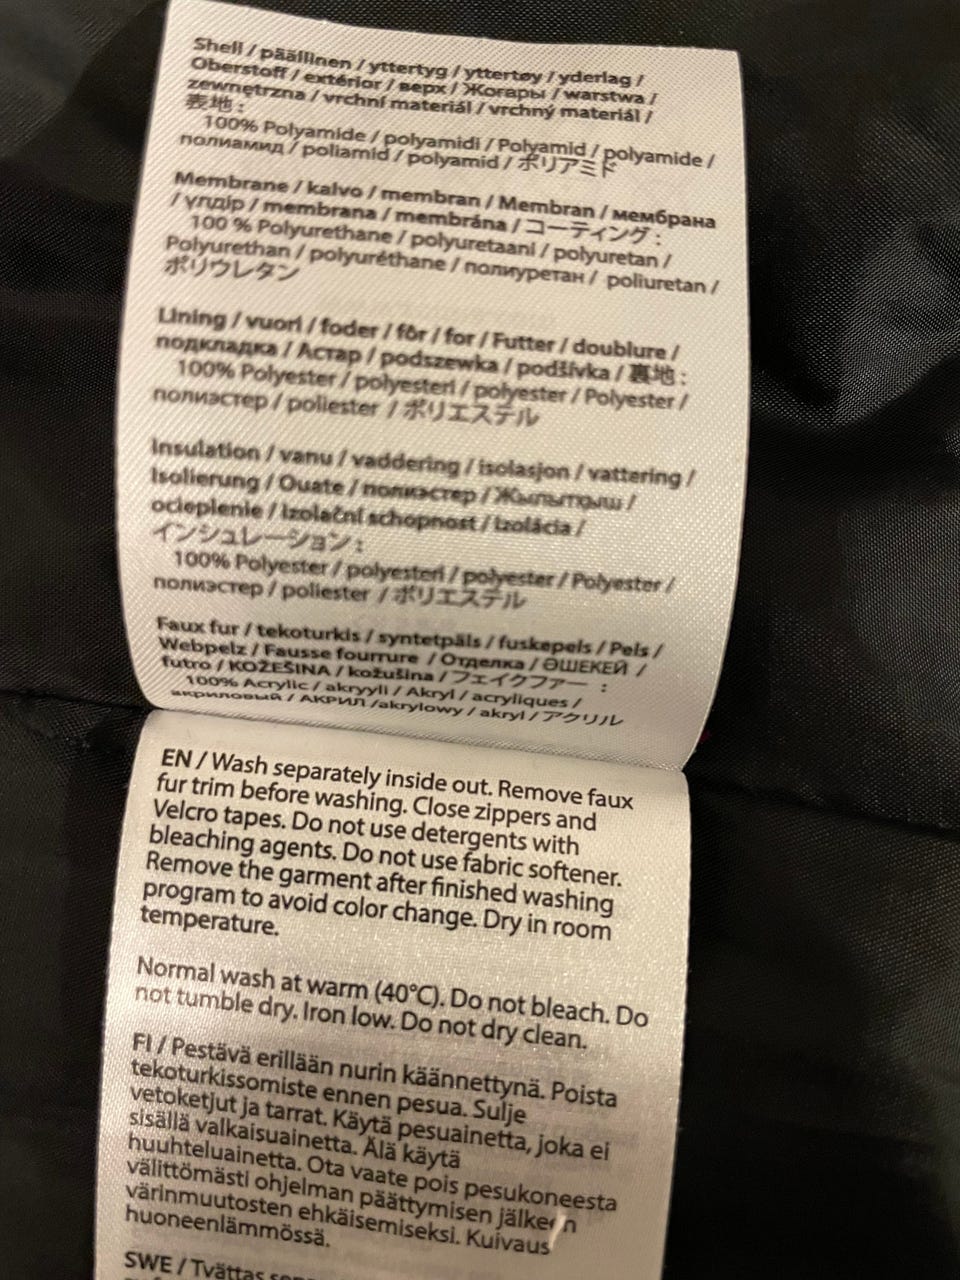 Shell / päällinen / yttertyg / yttertøy / yderlag /
Oberstoff / extérior / верх / Жоғары / warstwa /
zewnętrzna / vrchní materiál / vrchný materiál /
表地 :
100% Polyamide / polyamidi / Polyamid / polyamide /
полиамид / poliamid / polyamid / ポリアミド
Membrane / kalvo / membran / Membran / мембрана
/ үлдір / membrana / membrána / コーティング :
100 % Polyurethane / polyuretaani / polyuretan /
Polyurethan / polyuréthane / полиуретан / poliuretan /
ポリウレタン
Lining / vuori / foder / fôr / for / Futter / doublure /
подкладка / Астар / podszewka / podšívka / 裏地 :
100% Polyester / polyesteri / polyester / Polyester /
полиэстер / poliester / ポリエステル
Insulation / vanu / vaddering / isolasjon / vattering /
Isolierung / Ouate / полиэстер / Жылытқыш /
ocieplenie / Izolační schopnost / Izolácia /
インシュレーション :
100% Polyester / polyesteri / polyester / Polyester /
полиэстер / poliester / ポリエステル
Faux fur / tekoturkis / syntetpäls / fuskepels / Pels /
Webpelz / Fausse fourrure / Отделка / ӨШЕКЕЙ /
futro / KOŽEŠINA / kožušina / フェイクファー :
100% Acrylic / akryyli / Akryl / acryliques /
акриловый / АКРИЛ /akrylowy / akryl / アクリル
EN / Wash separately inside out. Remove faux
fur trim before washing. Close zippers and
Velcro tapes. Do not use detergents with
bleaching agents. Do not use fabric softener.
Remove the garment after finished washing
program to avoid color change. Dry in room
temperature.
Normal wash at warm (40°C). Do not bleach. Do
not tumble dry. Iron low. Do not dry clean.
FI / Pestävä erillään nurin käännettynä. Poista
tekoturkissomiste ennen pesua. Sulje
vetoketjut ja tarrat. Käytä pesuainetta, joka ei
sisällä valkaisuainetta. Älä käytä
huuhteluainetta. Ota vaate pois pesukoneesta
välittömästi ohjelman päättymisen jälkeen
värinmuutosten ehkäisemiseksi. Kuivaus
huoneenlämmössä.
SWE / Tvättas